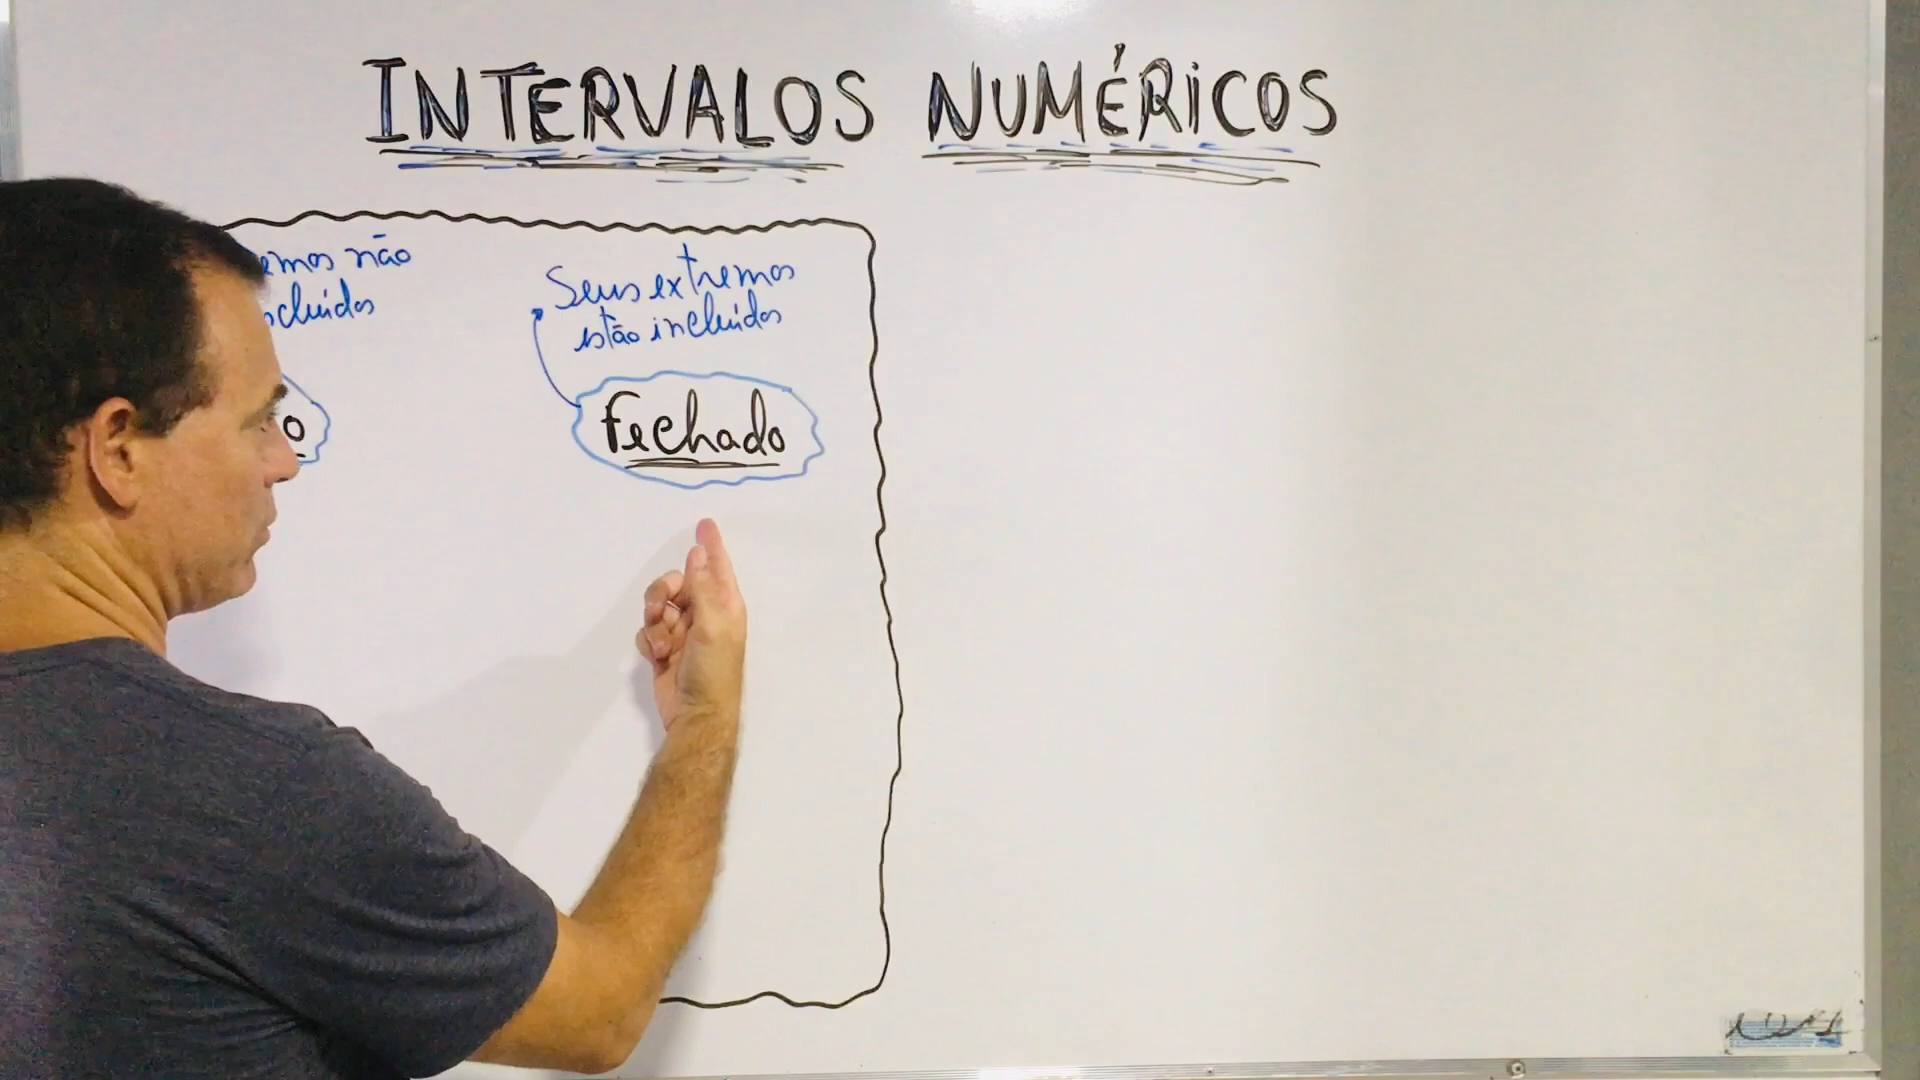 INTERVALOS NUMÉRICOS
emos não
cluídos
o
Seus extremos
estão incluídos
fechado